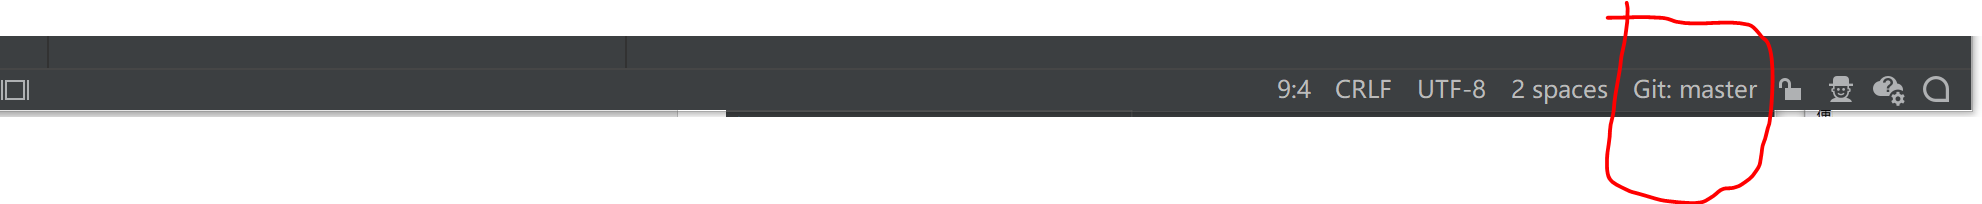 9:4 CRLF UTF-8 2 spaces Git: master